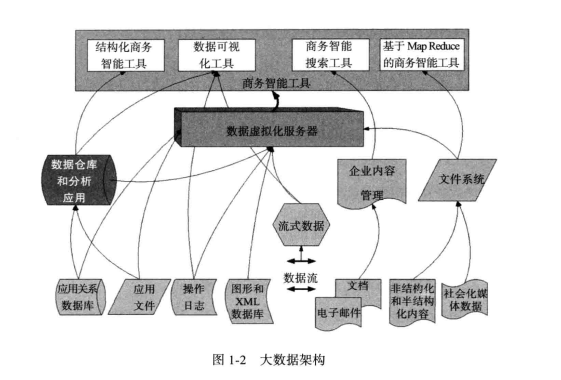 结构化商务
智能工具
数据可视
化工具
商务智能
搜索工具
基于 Map Reduce
的商务智能工具
商务智能工具
数据虚拟化服务器
数据仓库
和分析
应用
企业内容
管理
文件系统
流式数据
数据流
应用关系
数据库
应用
文件
操作
日志
图形和
XML
数据库
文档
电子邮件
非结构化
和半结构
化内容
社会化媒
体数据
图 1-2 大数据架构